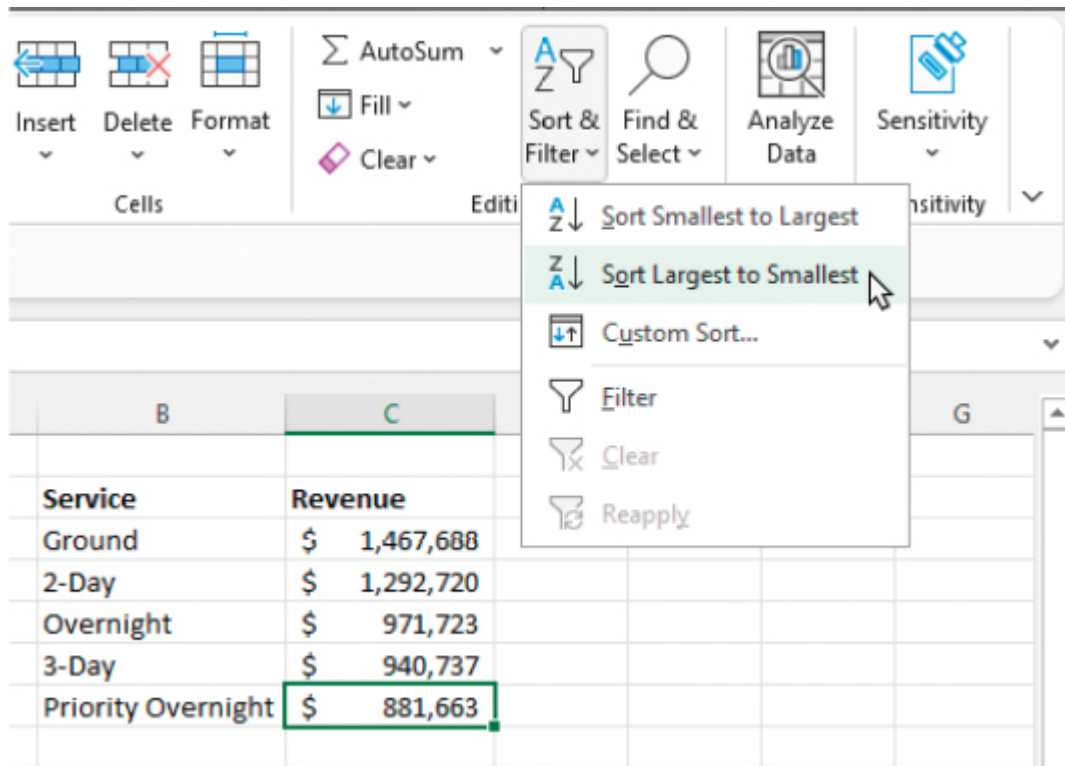 AutoSum
Insert Delete Format
Fill
Sort & Filter
Find & Select
Analyze Data
Sensitivity
Clear
Cells
Editi
nsitivity
Sort Smallest to Largest
Sort Largest to Smallest
Custom Sort...
Filter
Clear
Reapply
B C G
Service Revenue
Ground $ 1,467,688
2-Day $ 1,292,720
Overnight $ 971,723
3-Day $ 940,737
Priority Overnight $ 881,663